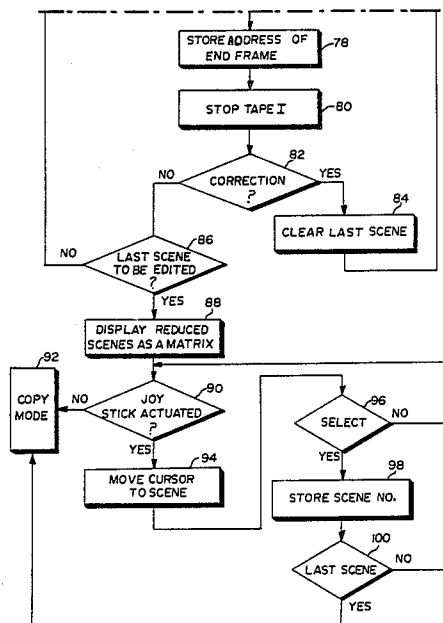 STORE ADDRESS OF
END FRAME
78
STOP TAPE I
80
CORRECTION
?
82
NO
YES
CLEAR LAST SCENE
84
LAST SCENE
TO BE EDITED
?
86
NO
YES
DISPLAY REDUCED
SCENES AS A MATRIX
88
92
COPY
MODE
JOY
STICK ACTUATED
?
90
NO
YES
MOVE CURSOR
TO SCENE
94
SELECT
96
NO
YES
STORE SCENE NO.
98
LAST SCENE
100
NO
YES